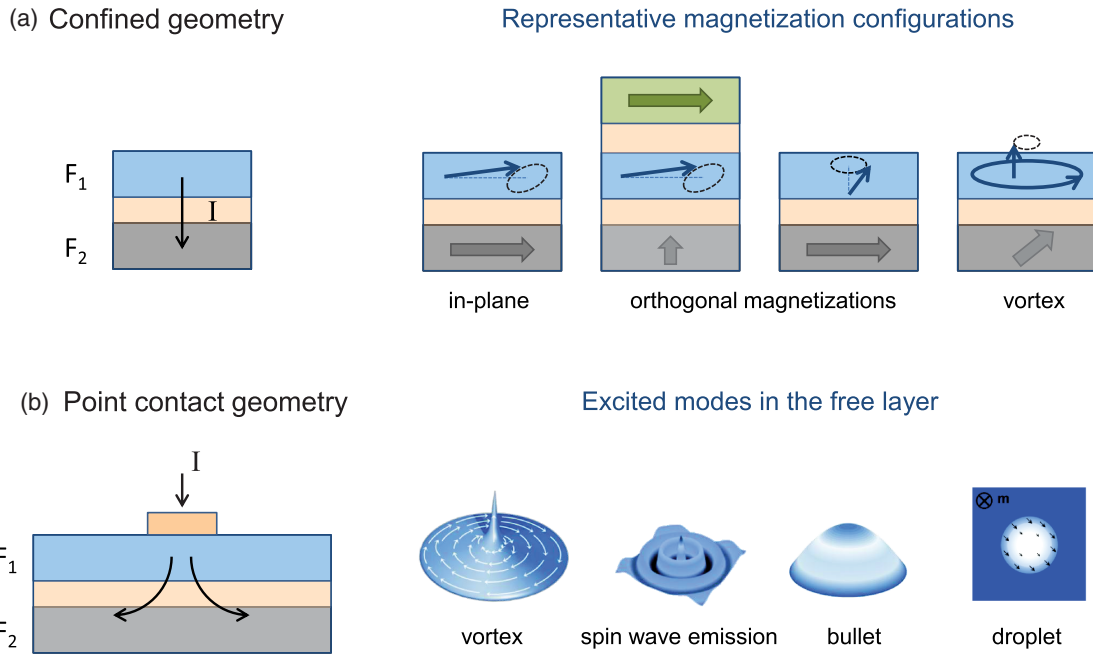 (a) Confined geometry
Representative magnetization configurations
F1
I
F2
in-plane
orthogonal magnetizations
vortex
(b) Point contact geometry
Excited modes in the free layer
I
m
F1
F2
vortex
spin wave emission
bullet
droplet